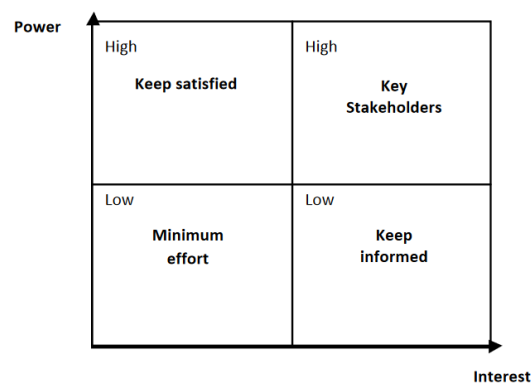 Power
High
High
Keep satisfied
Key
Stakeholders
Low
Low
Minimum
effort
Keep
informed
Interest